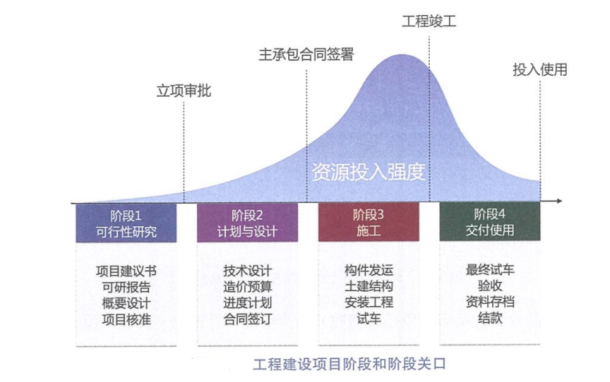 工程竣工
主承包合同签署
投入使用
立项审批
资源投入强度
阶段1
可行性研究
阶段2
计划与设计
阶段3
施工
阶段4
交付使用
项目建议书
可研报告
概要设计
项目核准
技术设计
造价预算
进度计划
合同签订
构件发运
土建结构
安装工程
试车
最终试车
验收
资料存档
结款
工程建设项目阶段和阶段关口